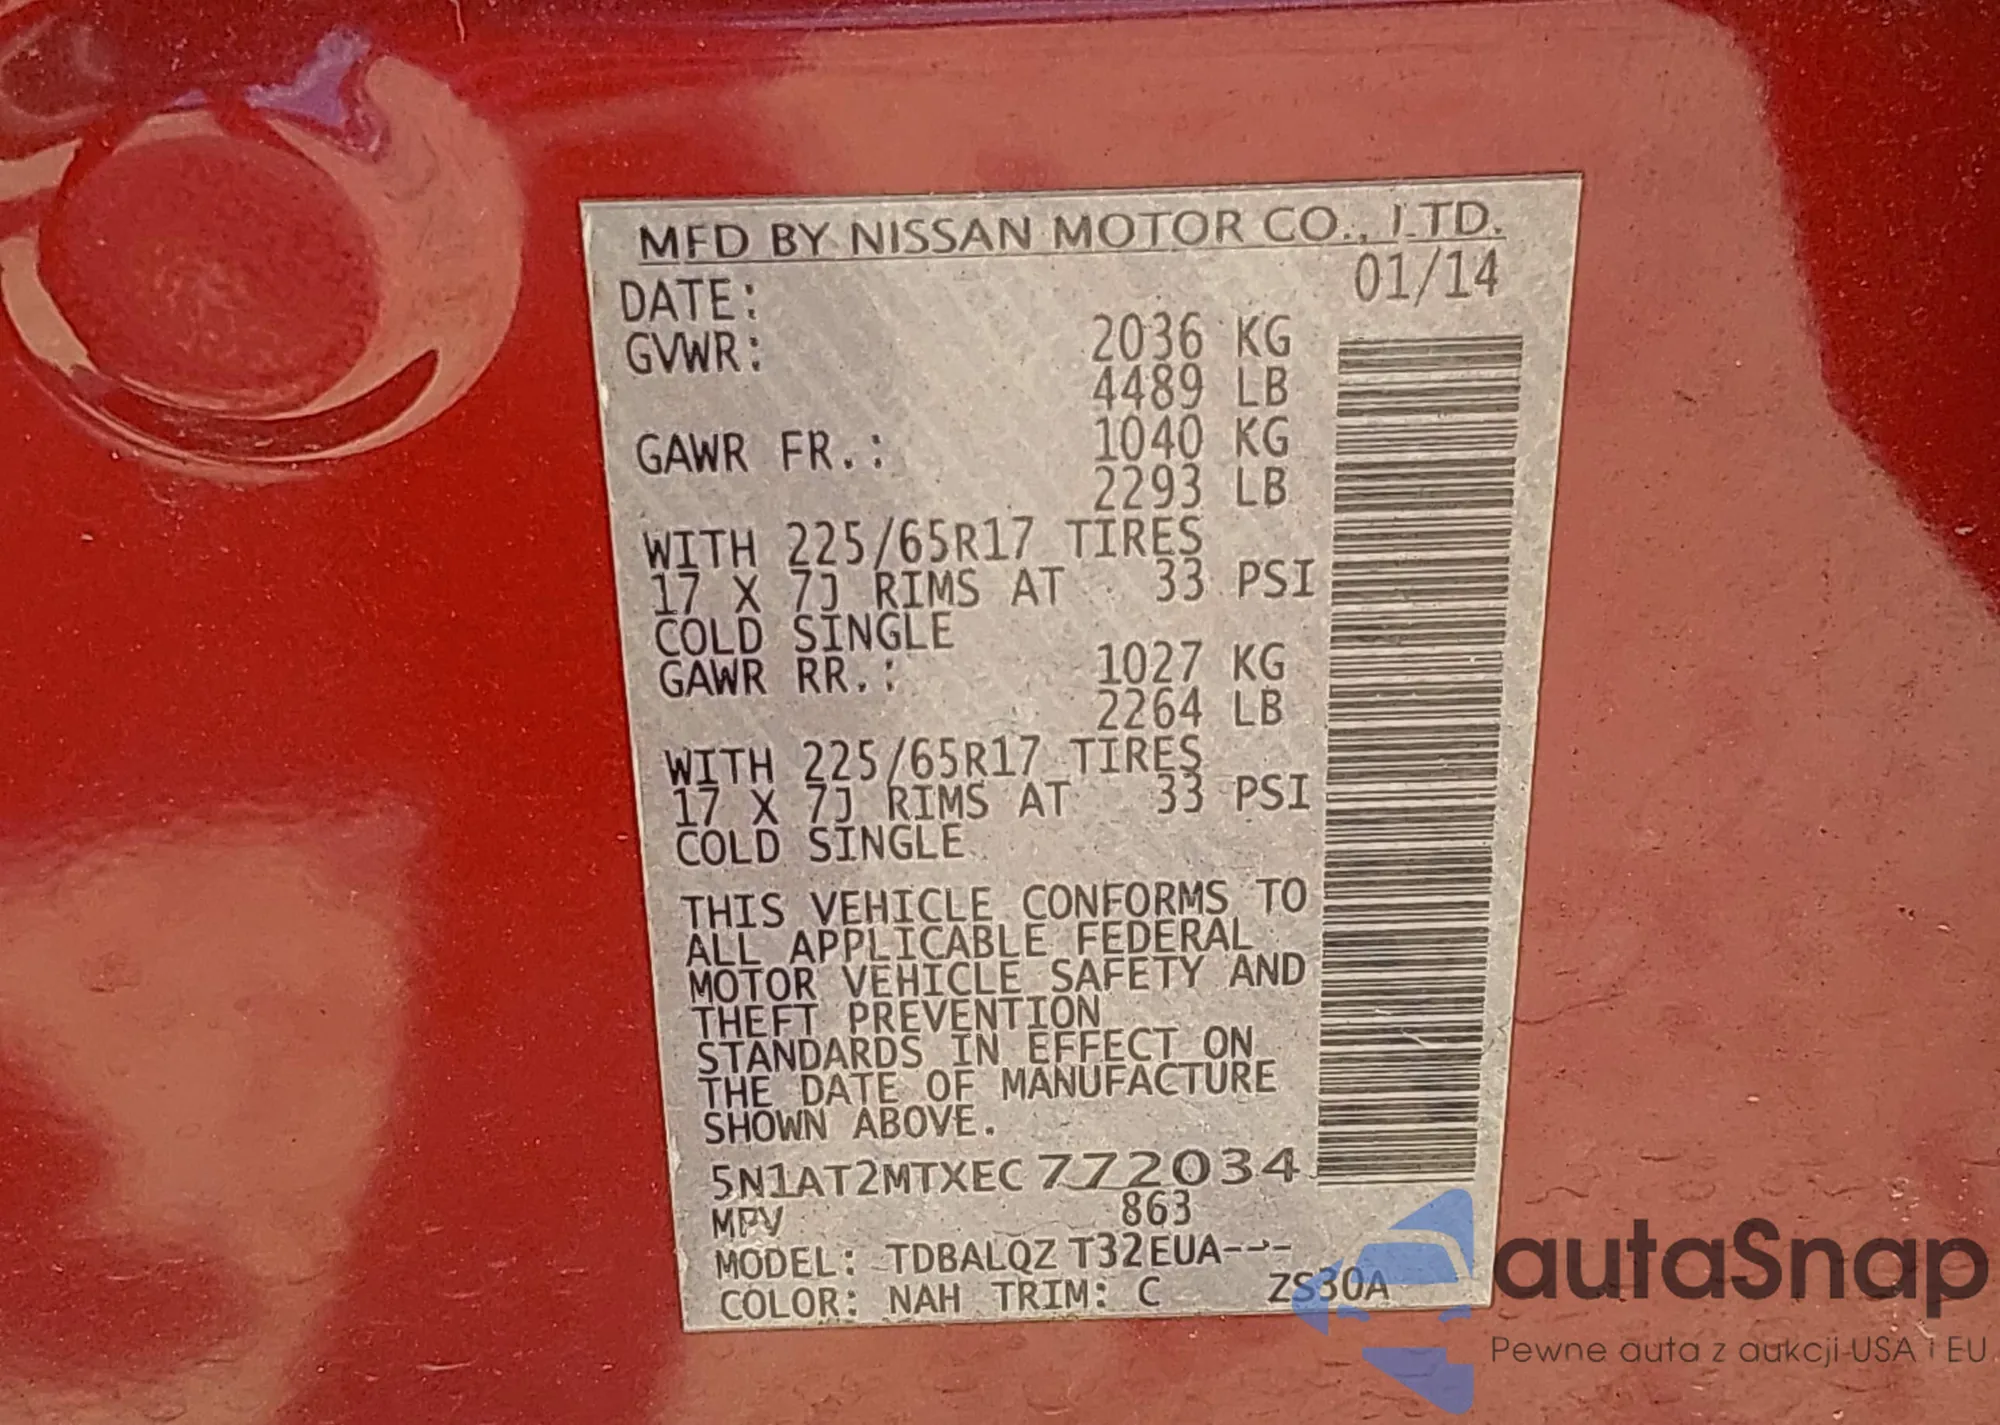 MFD BY NISSAN MOTOR CO., LTD.
DATE: 01/14
GVWR: 2036 KG
4489 LB
GAWR FR.: 1040 KG
2293 LB
WITH 225/65R17 TIRES
17 X 7J RIMS AT 33 PSI
COLD SINGLE
GAWR RR.: 1027 KG
2264 LB
WITH 225/65R17 TIRES
17 X 7J RIMS AT 33 PSI
COLD SINGLE
THIS VEHICLE CONFORMS TO
ALL APPLICABLE FEDERAL
MOTOR VEHICLE SAFETY AND
THEFT PREVENTION
STANDARDS IN EFFECT ON
THE DATE OF MANUFACTURE
SHOWN ABOVE.
5N1AT2MTXEC772034
MPV 863
MODEL: TDBALQZ T32EUA---
COLOR: NAH TRIM: C ZS30A
autaSnap
Pewne auta z aukcji USA i EU